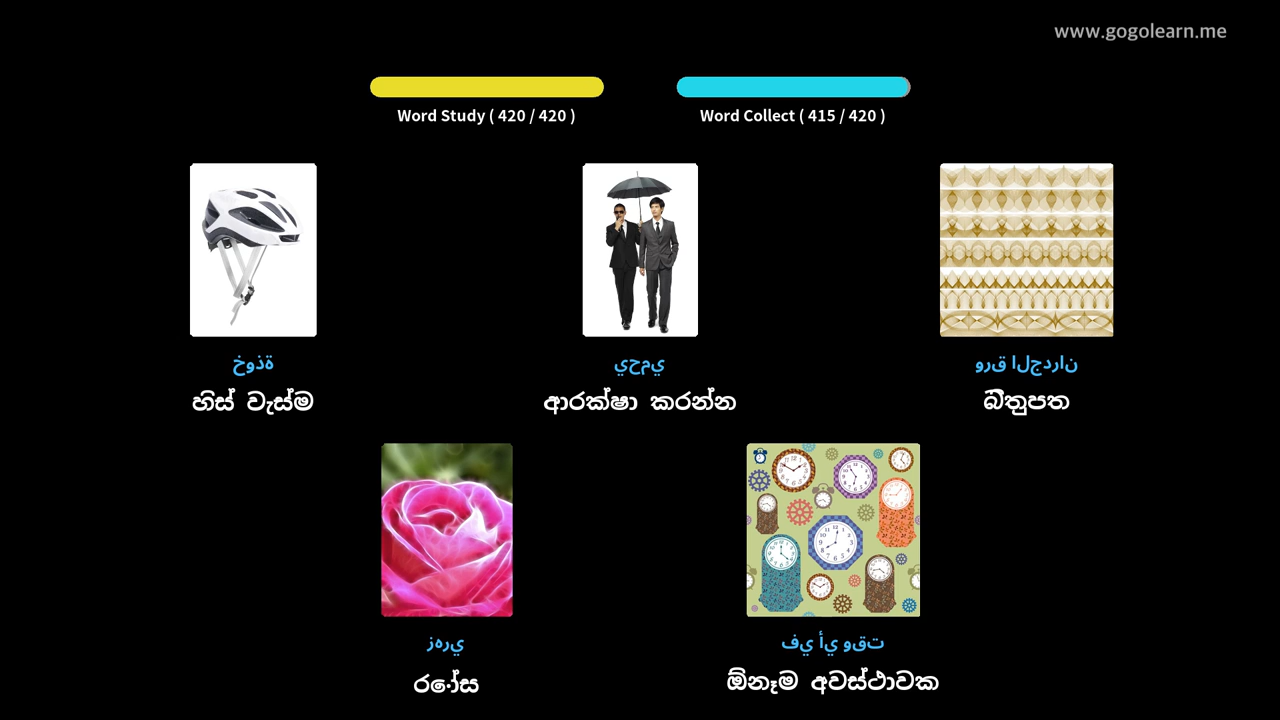 www.gogolearn.me
Word Study ( 420 / 420 )
Word Collect ( 415 / 420 )
خوذة
හිස් වැස්ම
يحمي
ආරක්ෂා කරන්න
ورق الجدران
බිතුපත
زهري
රෝස
في أي وقت
ඕනෑම අවස්ථාවක